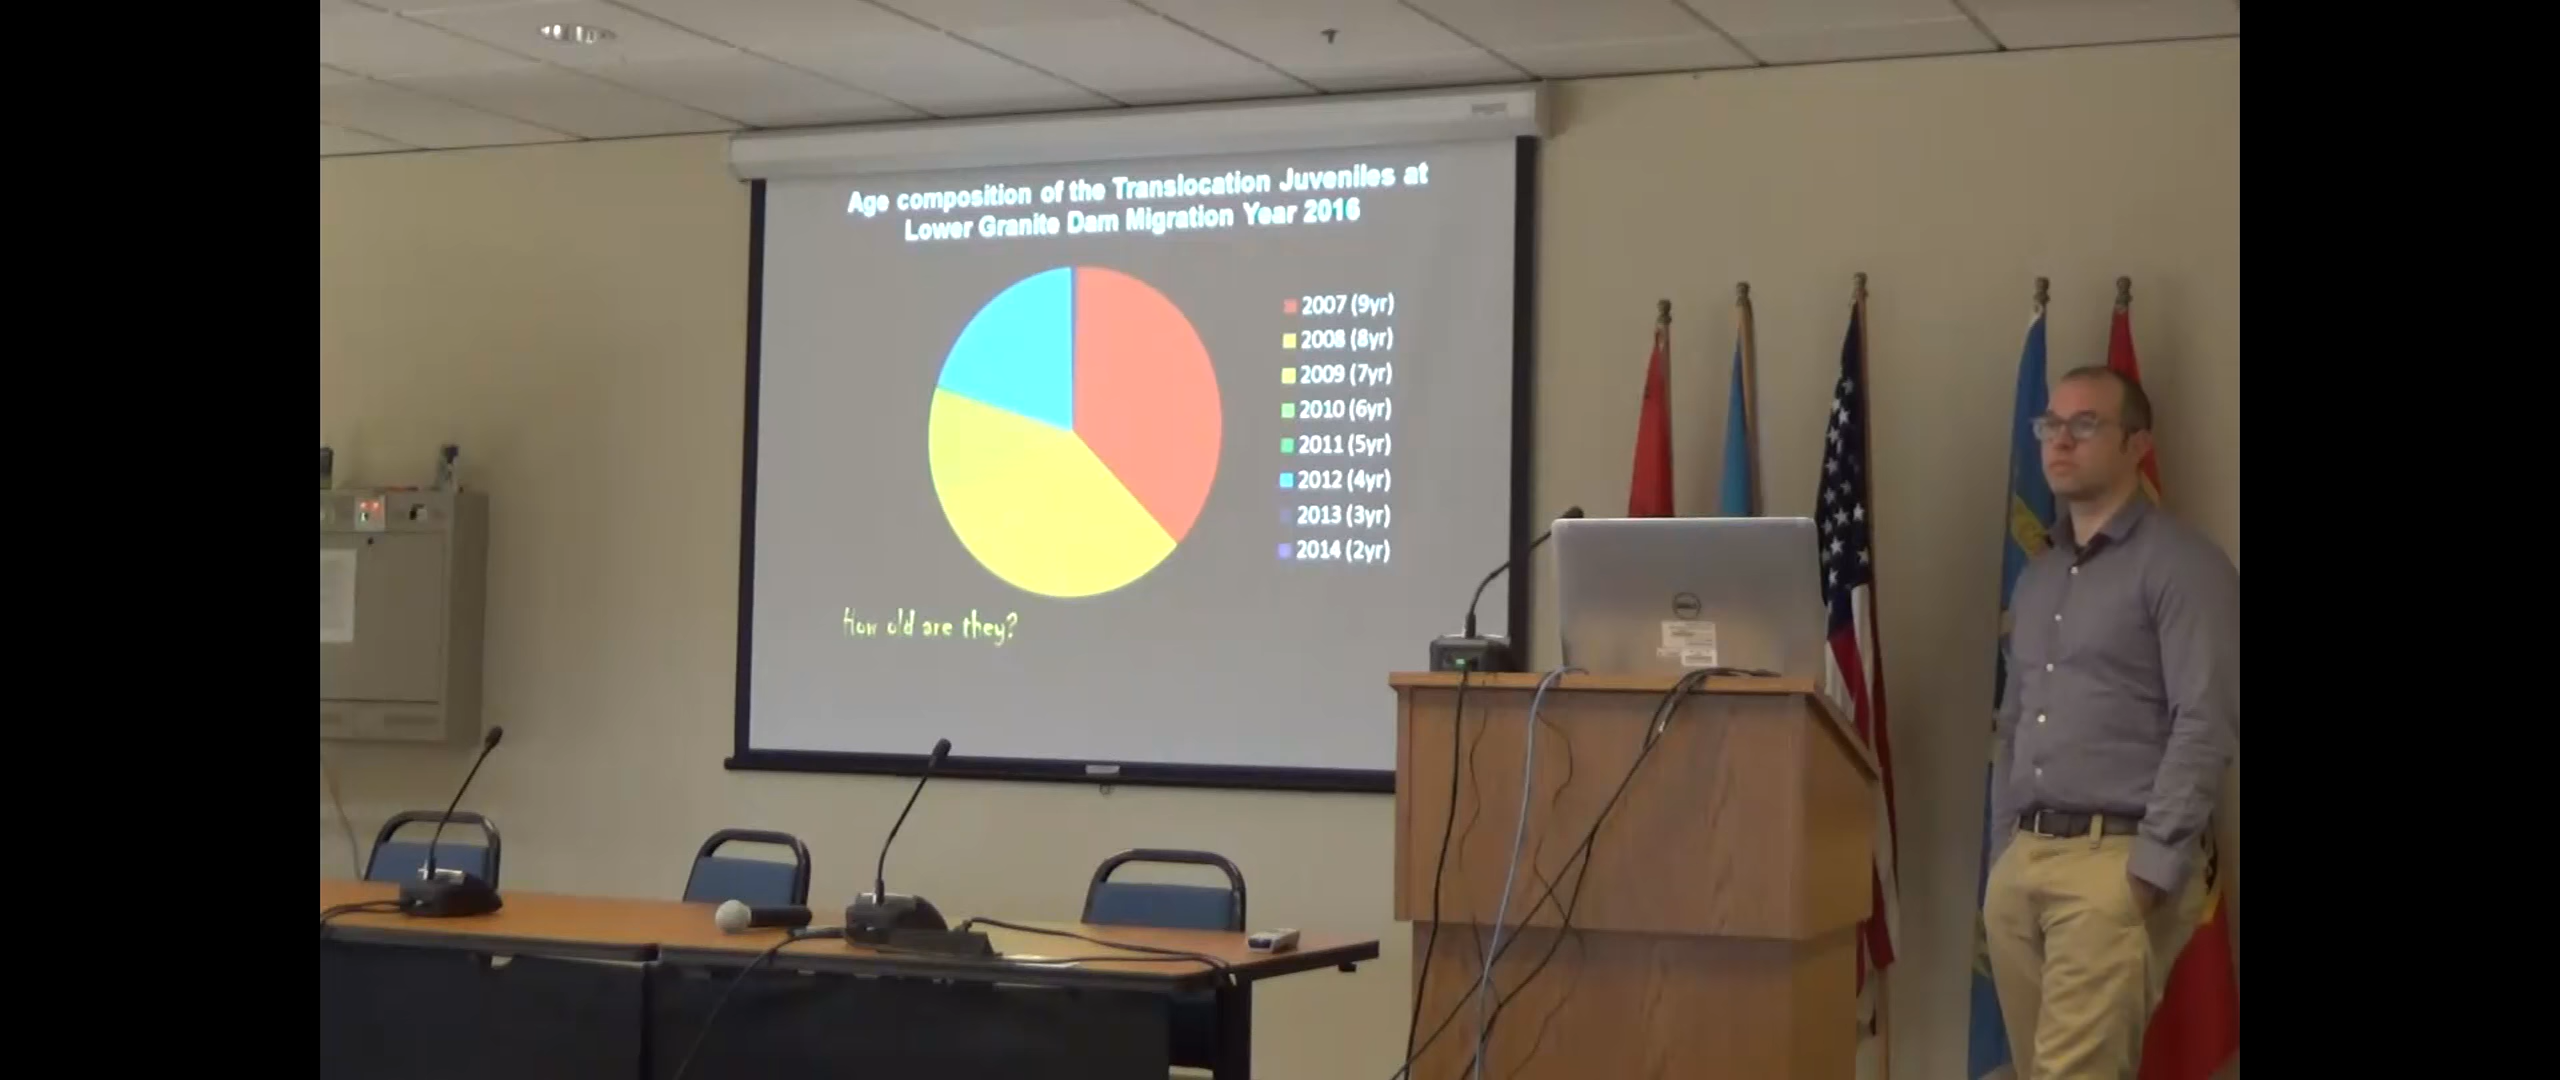 Age composition of the Translocation Juveniles at
Lower Granite Dam Migration Year 2016
2007 (9yr)
2008 (8yr)
2009 (7yr)
2010 (6yr)
2011 (5yr)
2012 (4yr)
2013 (3yr)
2014 (2yr)
How old are they?
DELL